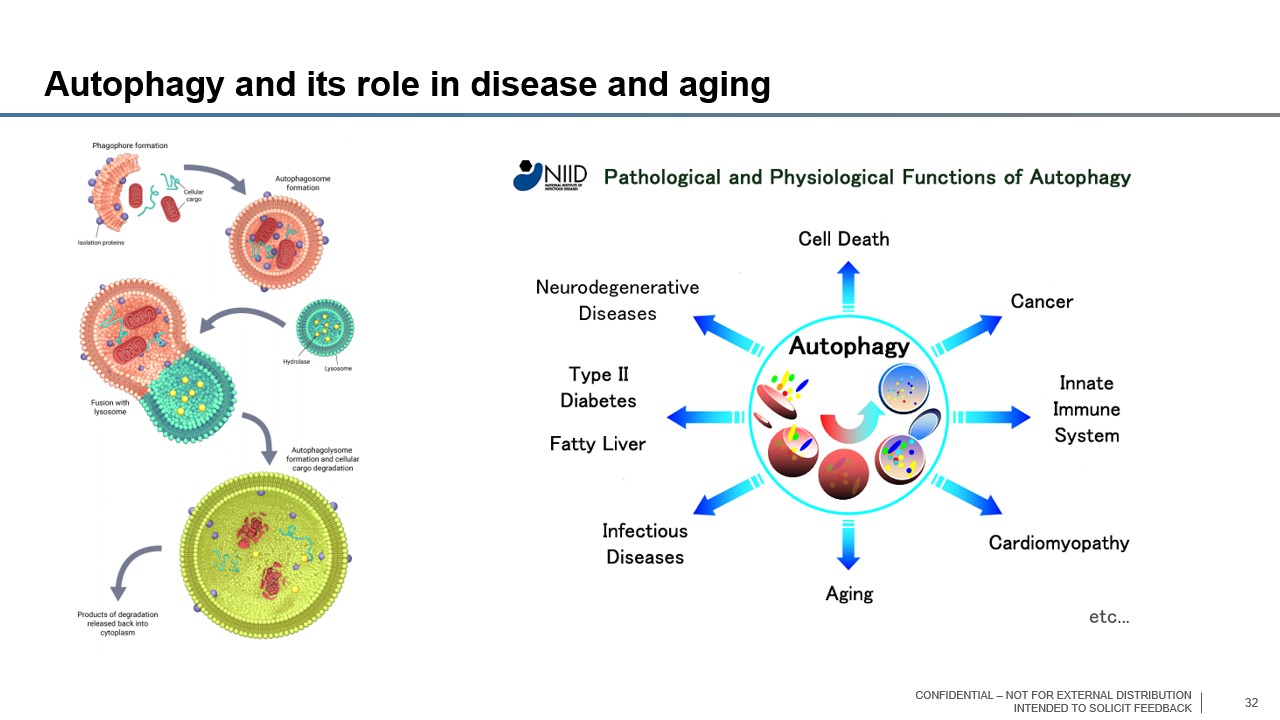 Autophagy and its role in disease and aging
Phagophore formation
Cellular
cargo
Isolation proteins
Autophagosome
formation
Hydrolase
Lysosome
Fusion with
lysosome
Autophagolysome
formation and cellular
cargo degradation
Products of degradation
released back into
cytoplasm
NIID
NATIONAL INSTITUTE OF
INFECTIOUS DISEASES
Pathological and Physiological Functions of Autophagy
Cell Death
Neurodegenerative
Diseases
Cancer
Autophagy
Type II
Diabetes
Fatty Liver
Innate
Immune
System
Infectious
Diseases
Cardiomyopathy
Aging
etc...
CONFIDENTIAL – NOT FOR EXTERNAL DISTRIBUTION
INTENDED TO SOLICIT FEEDBACK
32